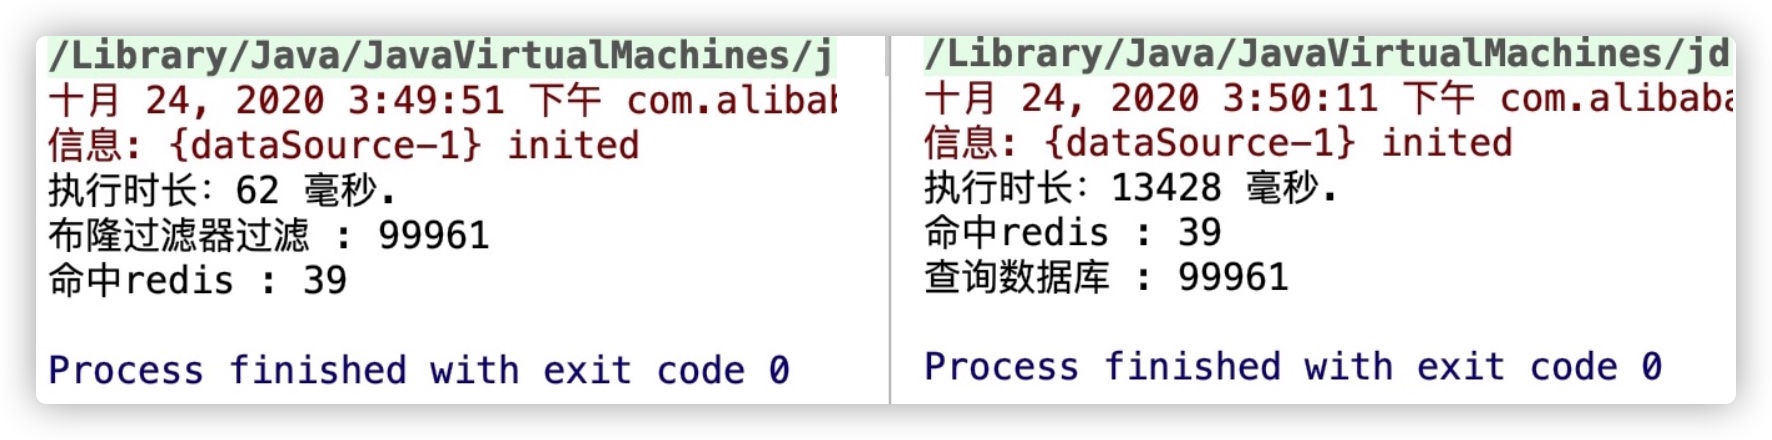 /Library/Java/JavaVirtualMachines/j
十月 24, 2020 3:49:51 下午 com.alibab
信息: {dataSource-1} inited
执行时长：62 毫秒.
布隆过滤器过滤 : 99961
命中redis : 39
Process finished with exit code 0
/Library/Java/JavaVirtualMachines/jd
十月 24, 2020 3:50:11 下午 com.alibaba
信息: {dataSource-1} inited
执行时长：13428 毫秒.
命中redis : 39
查询数据库 : 99961
Process finished with exit code 0